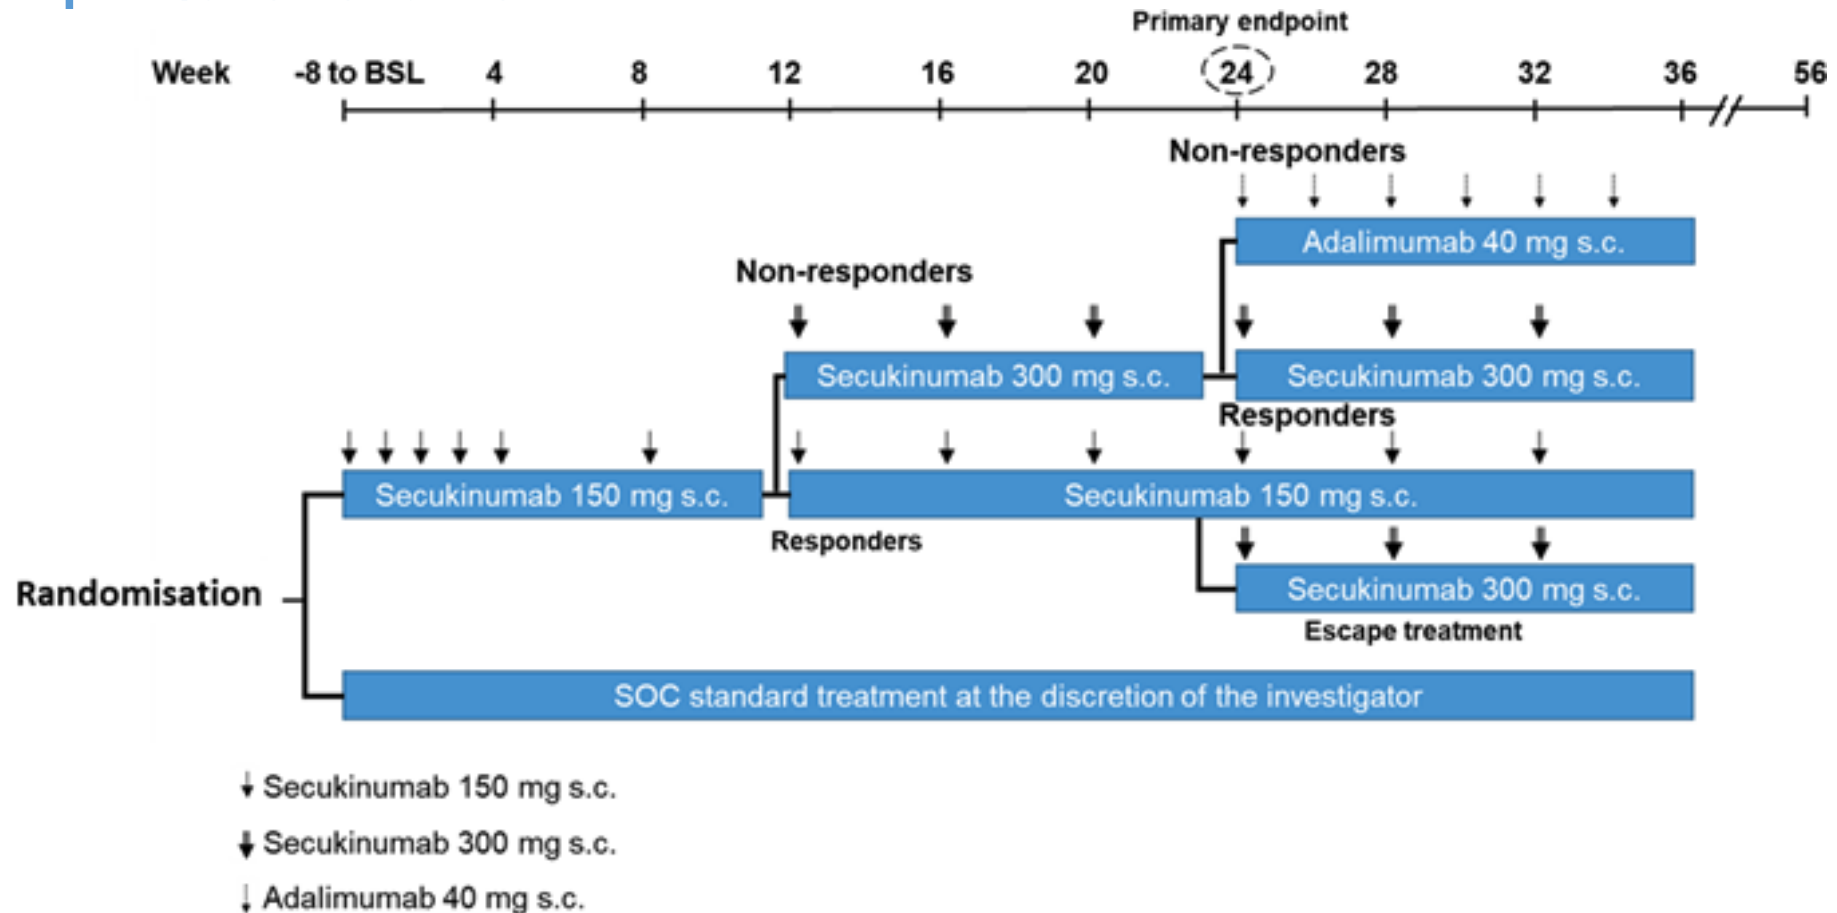 Primary endpoint
Week -8 to BSL 4 8 12 16 20 24 28 32 36 56
Non-responders
Adalimumab 40 mg s.c.
Non-responders
Secukinumab 300 mg s.c. Secukinumab 300 mg s.c.
Responders
Secukinumab 150 mg s.c. Secukinumab 150 mg s.c.
Responders
Randomisation
Secukinumab 300 mg s.c.
Escape treatment
SOC standard treatment at the discretion of the investigator
Secukinumab 150 mg s.c.
Secukinumab 300 mg s.c.
Adalimumab 40 mg s.c.